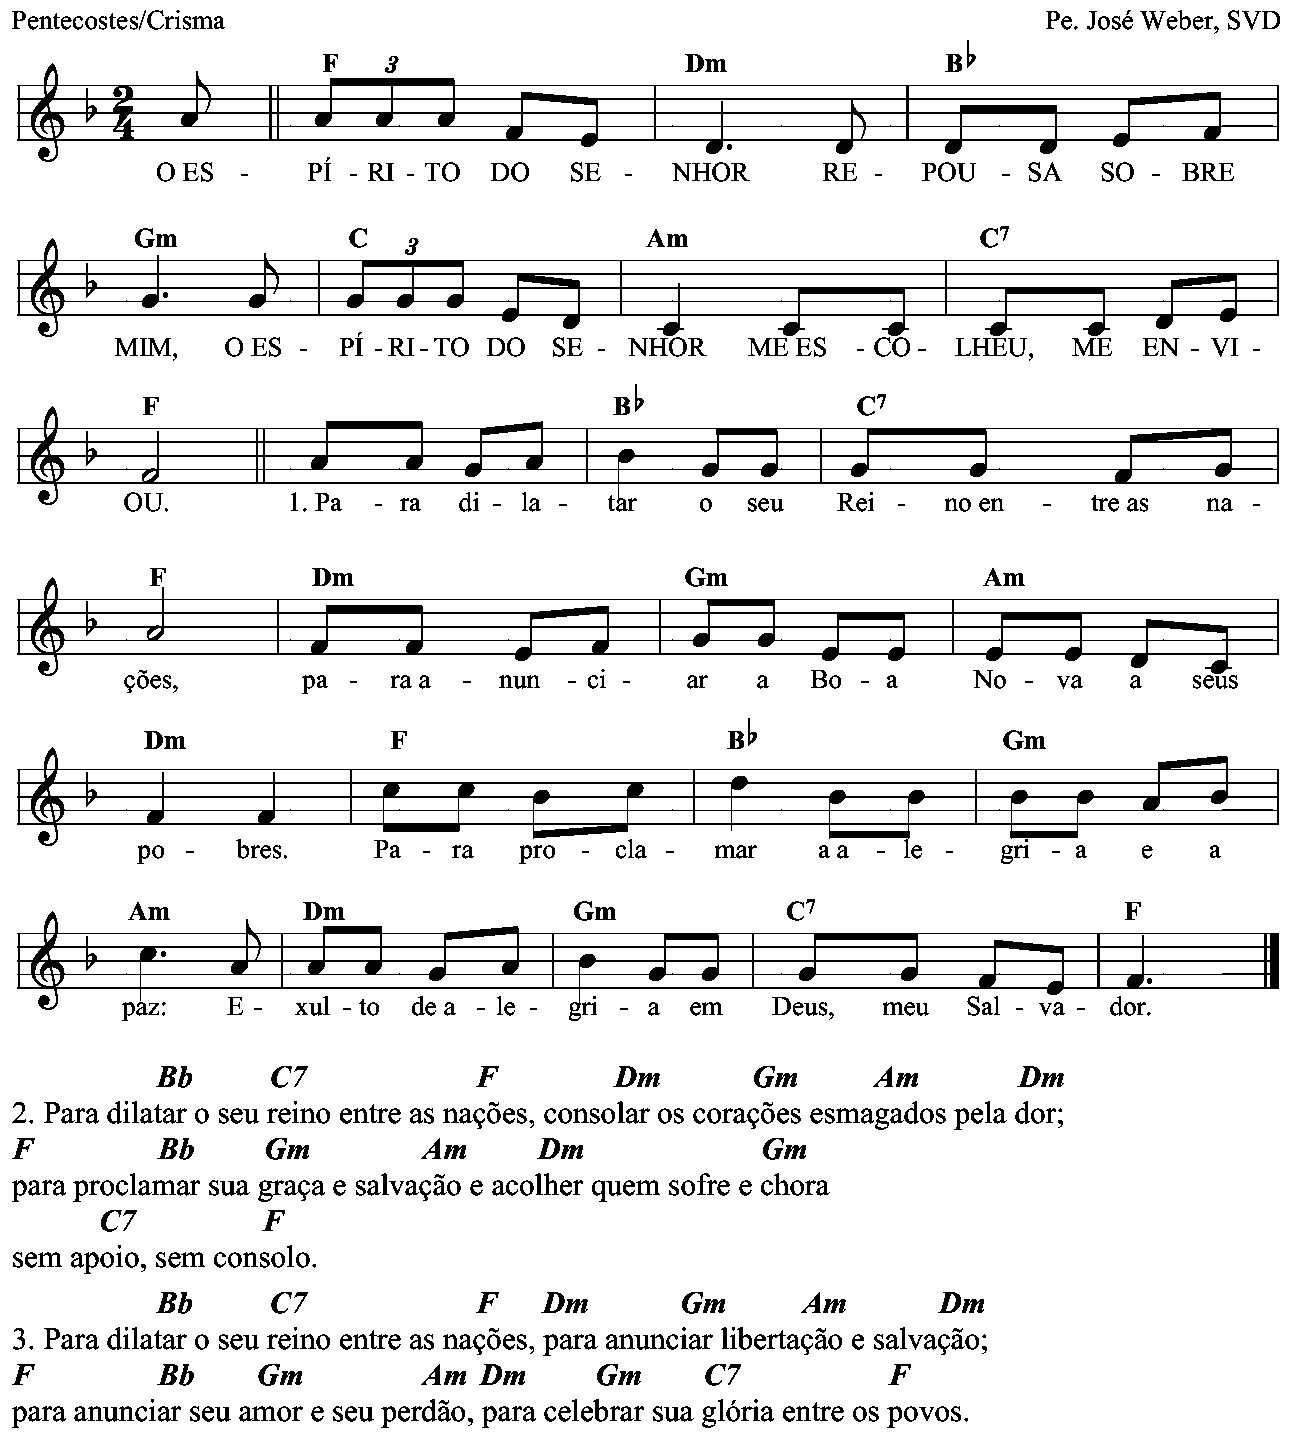 Pentecostes/Crisma Pe. José Weber, SVD
F 3 Dm B♭
2
4
O ES - PÍ - RI - TO DO SE - NHOR RE - POU - SA SO - BRE
Gm C 3 Am C7
MIM, O ES - PÍ - RI - TO DO SE - NHOR ME ES - CO - LHEU, ME EN - VI -
F B♭ C7
OU. 1. Pa - ra di - la - tar o seu Rei - no en - tre as na -
F Dm Gm Am
ções, pa - ra a - nun - ci - ar a Bo - a No - va a seus
Dm F B♭ Gm
po - bres. Pa - ra pro - cla - mar a a - le - gri - a e a
Am Dm Gm C7 F
paz: E - xul - to de a - le - gri - a em Deus, meu Sal - va - dor.
Bb C7 F Dm Gm Am Dm
2. Para dilatar o seu reino entre as nações, consolar os corações esmagados pela dor;
F Bb Gm Am Dm Gm
para proclamar sua graça e salvação e acolher quem sofre e chora
C7 F
sem apoio, sem consolo.
Bb C7 F Dm Gm Am Dm
3. Para dilatar o seu reino entre as nações, para anunciar libertação e salvação;
F Bb Gm Am Dm Gm C7 F
para anunciar seu amor e seu perdão, para celebrar sua glória entre os povos.